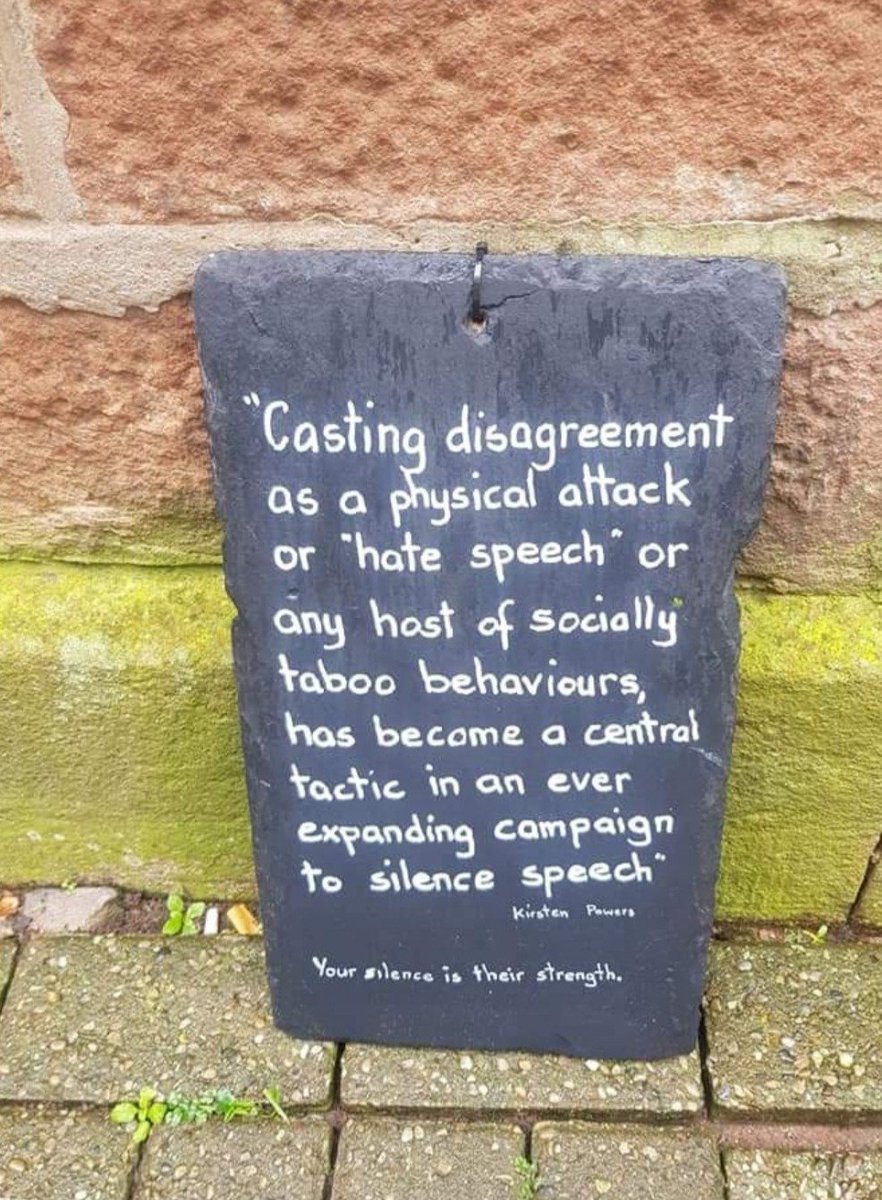 "Casting disagreement
as a physical attack
or "hate speech" or
any host of socially
taboo behaviours,
has become a central
tactic in an ever
expanding campaign
to silence speech"
Kirsten Powers
Your silence is their strength.